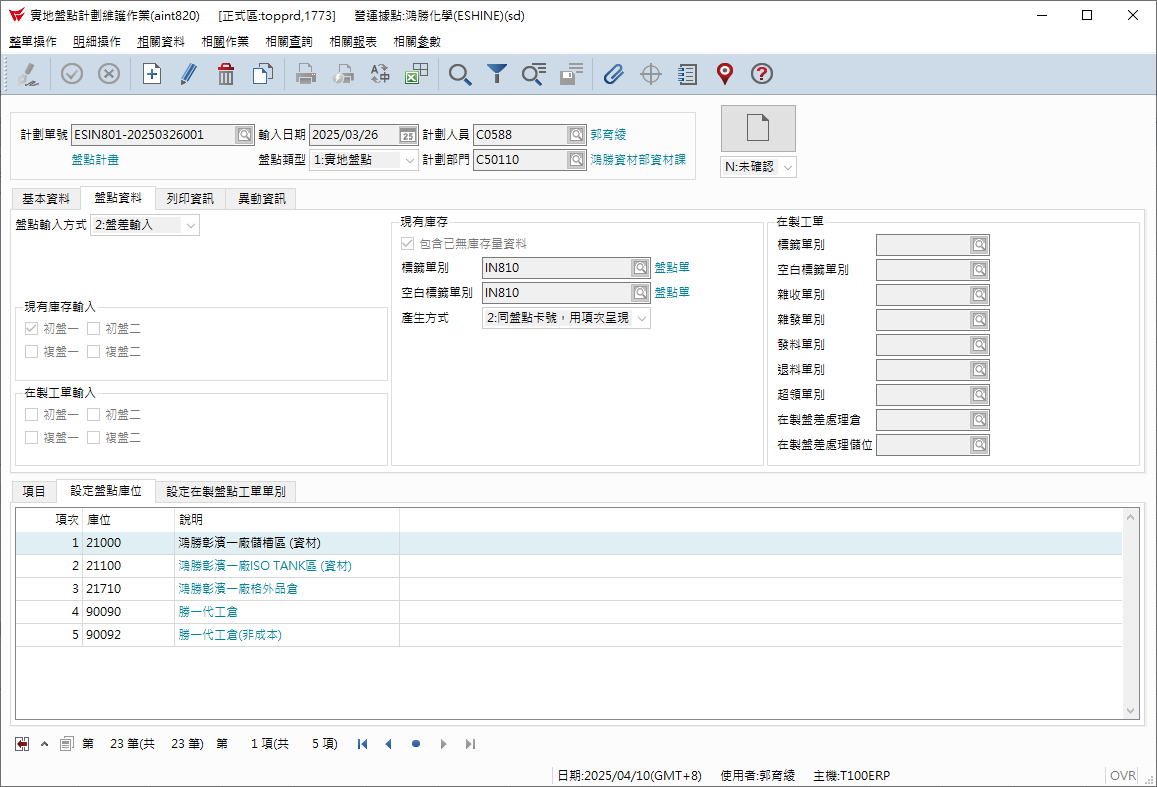 實地盤點計劃維護作業(aint820) [正式區:topprd,1773] 營運據點:鴻勝化學(ESHINE)(sd)
整單操作 明細操作 相關資料 相關作業 相關查詢 相關報表 相關參數
計劃單號 ESIN801-20250326001 輸入日期 2025/03/26 25 計劃人員 C0588 郭育綾
盤點計畫 盤點類型 1:實地盤點 計劃部門 C50110 鴻勝資材部資材課
N:未確認
基本資料 盤點資料 列印資訊 異動資訊
盤點輸入方式 2:盤差輸入
現有庫存輸入
初盤一 初盤二
複盤一 複盤二
在製工單輸入
初盤一 初盤二
複盤一 複盤二
現有庫存
包含已無庫存量資料
標籤單別 IN810 盤點單
空白標籤單別 IN810 盤點單
產生方式 2:同盤點卡號，用項次呈現
在製工單
標籤單別
空白標籤單別
雜收單別
雜發單別
發料單別
退料單別
超領單別
在製盤差處理倉
在製盤差處理儲位
項目 設定盤點庫位 設定在製盤點工單單別
項次 庫位 說明
1 21000 鴻勝彰濱一廠儲槽區 (資材)
2 21100 鴻勝彰濱一廠ISO TANK區 (資材)
3 21710 鴻勝彰濱一廠格外品倉
4 90090 勝一代工倉
5 90092 勝一代工倉(非成本)
第 23 筆(共 23 筆) 第 1 項(共 5 項)
日期:2025/04/10(GMT+8) 使用者:郭育綾 主機:T100ERP OVR